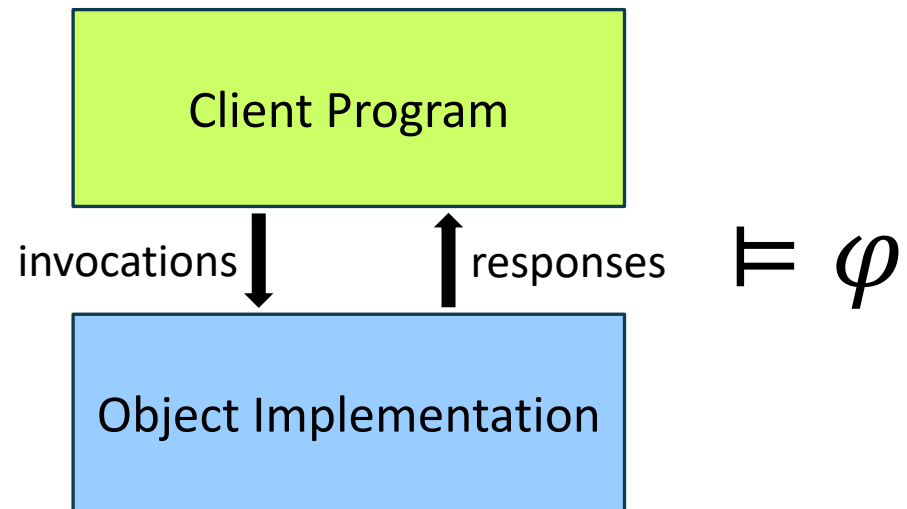 Client Program
invocations
responses
⊨ φ
Object Implementation